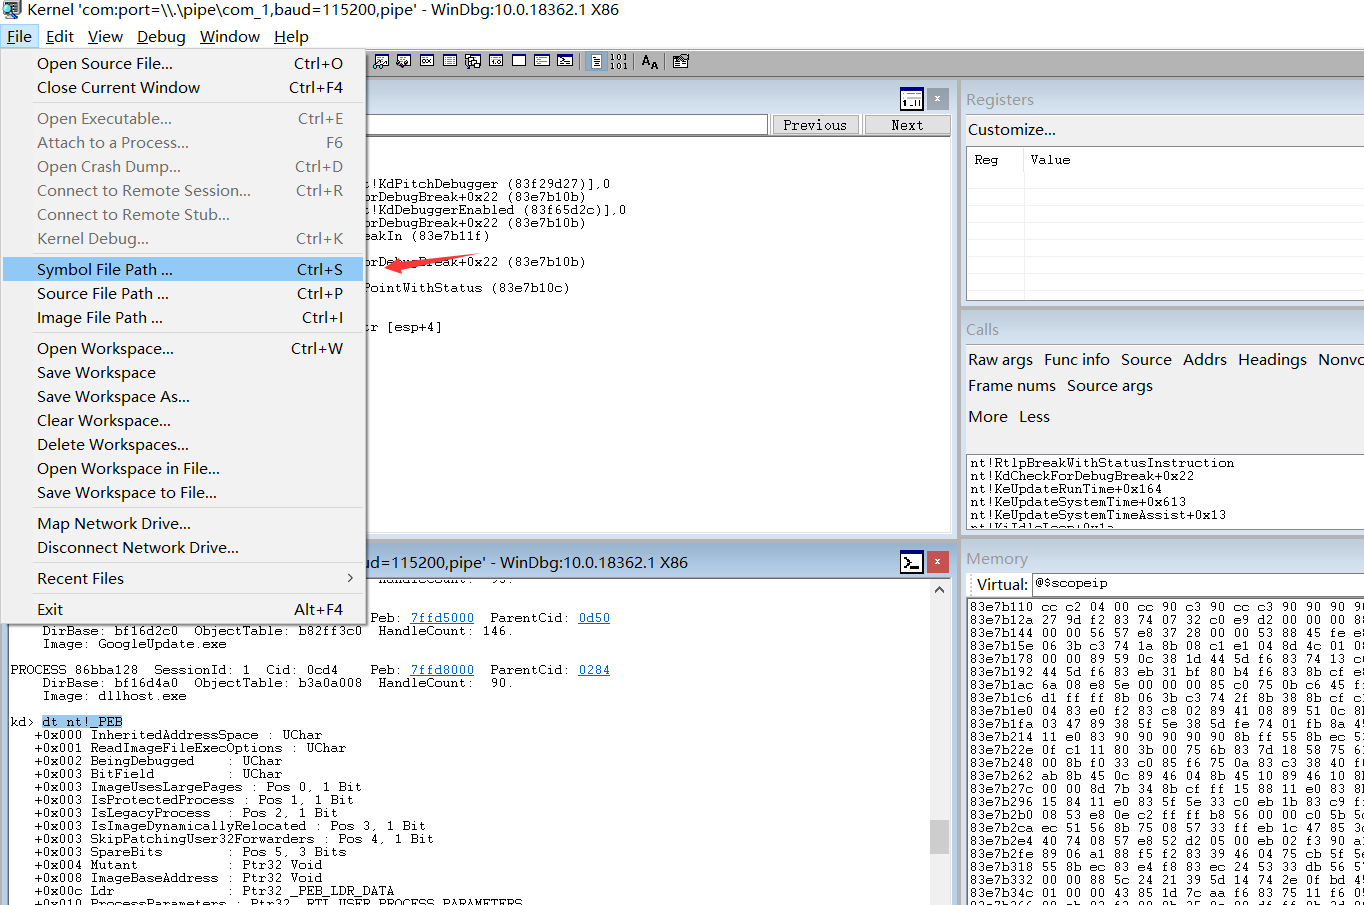 Kernel 'com:port=\\.\pipe\com_1,baud=115200,pipe' - WinDbg:10.0.18362.1 X86
File Edit View Debug Window Help
Open Source File... Ctrl+O
Close Current Window Ctrl+F4
Open Executable... Ctrl+E
Attach to a Process... F6
Open Crash Dump... Ctrl+D
Connect to Remote Session... Ctrl+R
Connect to Remote Stub...
Kernel Debug... Ctrl+K
Symbol File Path ... Ctrl+S
Source File Path ... Ctrl+P
Image File Path ... Ctrl+I
Open Workspace... Ctrl+W
Save Workspace
Save Workspace As...
Clear Workspace...
Delete Workspaces...
Open Workspace in File...
Save Workspace to File...
Map Network Drive...
Disconnect Network Drive...
Recent Files
Exit Alt+F4
Previous Next
t!KdPitchDebugger (83f29d27)],0
orDebugBreak+0x22 (83e7b10b)
t!KdDebuggerEnabled (83f65d2c)],0
orDebugBreak+0x22 (83e7b10b)
eakIn (83e7b11f)
orDebugBreak+0x22 (83e7b10b)
PointWithStatus (83e7b10c)
tr [esp+4]
Registers
Customize...
Reg Value
Calls
Raw args Func info Source Addrs Headings Nonvo
Frame nums Source args
More Less
nt!RtlpBreakWithStatusInstruction
nt!KdCheckForDebugBreak+0x22
nt!KeUpdateRunTime+0x164
nt!KeUpdateSystemTime+0x613
nt!KeUpdateSystemTimeAssist+0x13
nt!KiIdleLoop+0x1a
ud=115200,pipe' - WinDbg:10.0.18362.1 X86
Peb: 7ffd5000 ParentCid: 0d50
DirBase: bf16d2c0 ObjectTable: b82ff3c0 HandleCount: 146.
Image: GoogleUpdate.exe
PROCESS 86bba128 SessionId: 1 Cid: 0cd4 Peb: 7ffd8000 ParentCid: 0284
DirBase: bf16d4a0 ObjectTable: b3a0a008 HandleCount: 90.
Image: dllhost.exe
kd> dt nt!_PEB
+0x000 InheritedAddressSpace : UChar
+0x001 ReadImageFileExecOptions : UChar
+0x002 BeingDebugged : UChar
+0x003 BitField : UChar
+0x003 ImageUsesLargePages : Pos 0, 1 Bit
+0x003 IsProtectedProcess : Pos 1, 1 Bit
+0x003 IsLegacyProcess : Pos 2, 1 Bit
+0x003 IsImageDynamicallyRelocated : Pos 3, 1 Bit
+0x003 SkipPatchingUser32Forwarders : Pos 4, 1 Bit
+0x003 SpareBits : Pos 5, 3 Bits
+0x004 Mutant : Ptr32 Void
+0x008 ImageBaseAddress : Ptr32 Void
+0x00c Ldr : Ptr32 _PEB_LDR_DATA
+0x010 ProcessParameters : Ptr32 _RTL_USER_PROCESS_PARAMETERS
Memory
Virtual: @$scopeip
83e7b110 cc c2 04 00 cc 90 c3 90 cc c3 90 90 90 90
83e7b12a 27 9d f2 83 74 07 32 c0 e9 d2 00 00 00 88
83e7b144 00 00 56 57 e8 37 28 00 00 53 88 45 fe e8
83e7b15e 06 3b c3 74 1a 8b 08 c1 e1 04 8d 4c 01 08
83e7b178 00 00 89 59 0c 38 1d 44 5d f6 83 74 13 c6
83e7b192 44 5d f6 83 eb 31 bf 80 b4 f6 83 8b cf e8
83e7b1ac 6a 08 e8 5e 00 00 00 85 c0 75 0b c6 45 ff
83e7b1c6 d1 ff ff 8b 06 3b c3 74 2f 8b 38 8b cf c1
83e7b1e0 04 83 e0 f2 83 c8 02 89 41 08 89 51 0c 8b
83e7b1fa 03 47 89 38 5f 5e 38 5d fe 74 01 fb 8a 45
83e7b214 11 e0 83 90 90 90 90 90 8b ff 55 8b ec 53
83e7b22e 0f c1 11 80 3b 00 75 6b 83 7d 18 58 75 61
83e7b248 00 8b f0 33 c0 85 f6 75 0a 83 c3 38 40 f0
83e7b262 ab 8b 45 0c 89 46 04 8b 45 10 89 46 10 8b
83e7b27c 00 00 8d 7b 34 8b cf ff 15 88 11 e0 83 8b
83e7b296 15 84 11 e0 83 5f 5e 33 c0 eb 1b 83 c9 ff
83e7b2b0 08 53 e8 0e c2 ff ff b8 56 00 00 c0 5b 5d
83e7b2ca ec 51 56 8b 75 08 57 33 ff eb 1c 47 85 3d
83e7b2e4 40 74 08 57 e8 52 d2 05 00 eb 02 f3 90 a1
83e7b2fe 89 06 a1 88 f5 f2 83 39 46 04 75 cb 5f 5e
83e7b318 55 8b ec 83 e4 f8 83 ec 24 53 33 db 56 57
83e7b332 00 00 88 5c 24 21 39 5d 14 74 2e 0f bd 45
83e7b34c 01 00 00 43 85 1d 7c aa f6 83 75 11 f6 05